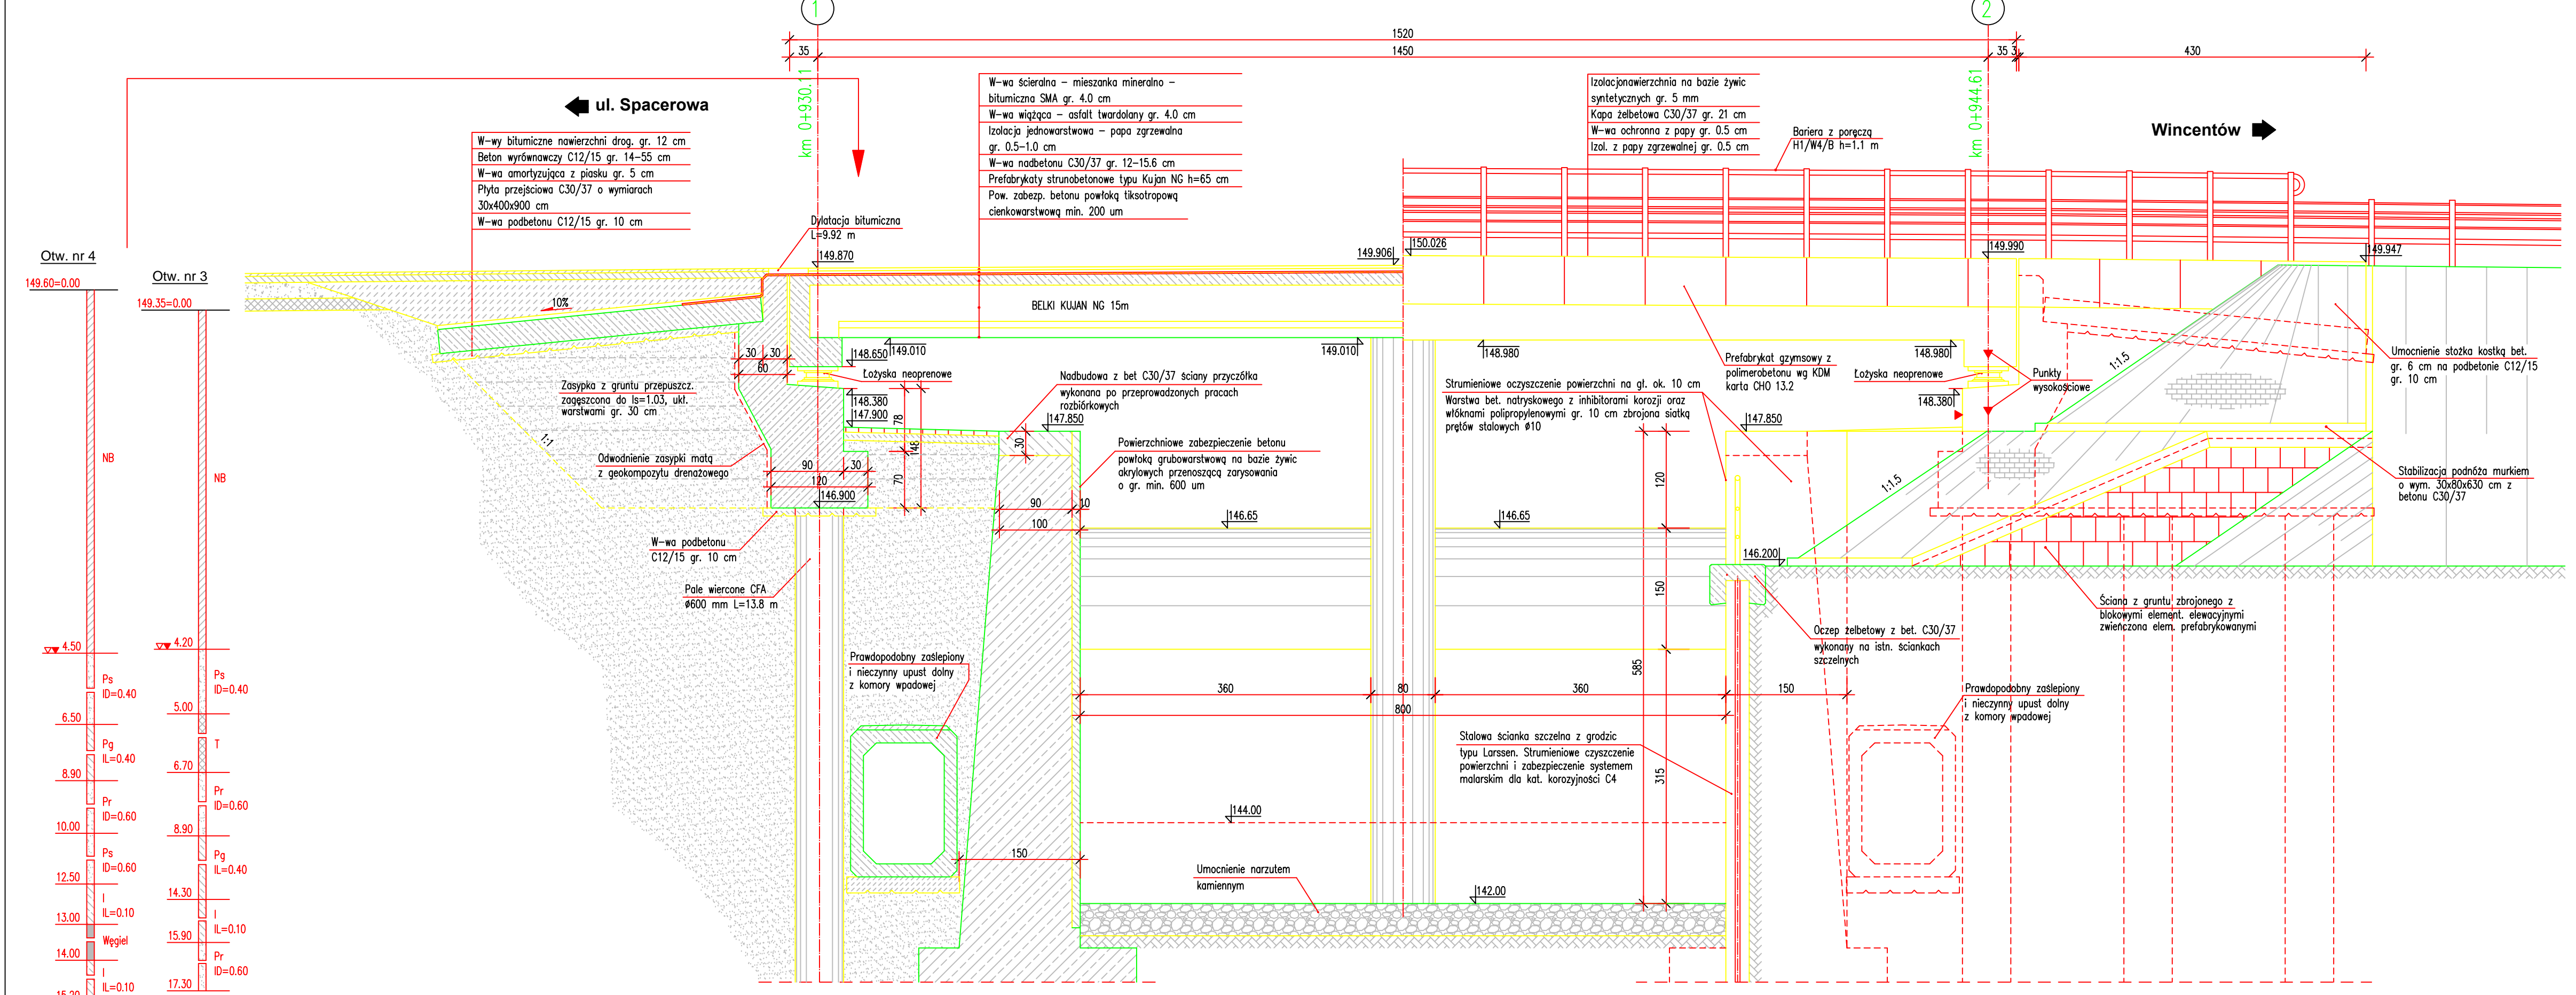 1
2
1520
35
1450
35
3
430
km 0+930.11
km 0+944.61
ul. Spacerowa
Wincentów
W-wy bitumiczne nawierzchni drog. gr. 12 cm
Beton wyrównawczy C12/15 gr. 14-55 cm
W-wa amortyzująca z piasku gr. 5 cm
Płyta przejściowa C30/37 o wymiarach
30x400x900 cm
W-wa podbetonu C12/15 gr. 10 cm
W-wa ścieralna - mieszanka mineralno -
bitumiczna SMA gr. 4.0 cm
W-wa wiążąca - asfalt twardolany gr. 4.0 cm
Izolacja jednowarstwowa - papa zgrzewalna
gr. 0.5-1.0 cm
W-wa nadbetonu C30/37 gr. 12-15.6 cm
Prefabrykaty strunobetonowe typu Kujan NG h=65 cm
Pow. zabezp. betonu powłoką tiksotropową
cienkowarstwową min. 200 um
Izolacjonawierzchnia na bazie żywic
syntetycznych gr. 5 mm
Kapa żelbetowa C30/37 gr. 21 cm
W-wa ochronna z papy gr. 0.5 cm
Izol. z papy zgrzewalnej gr. 0.5 cm
Bariera z poręczą
H1/W4/B h=1.1 m
Dylatacja bitumiczna
L=9.92 m
149.870
149.906
150.026
149.990
149.947
Otw. nr 4
149.60=0.00
NB
4.50
Ps
ID=0.40
6.50
Pg
IL=0.40
8.90
Pr
ID=0.60
10.00
Ps
ID=0.60
12.50
I
IL=0.10
13.00
Węgiel
14.00
I
IL=0.10
15.20
Otw. nr 3
149.35=0.00
NB
4.20
Ps
ID=0.40
5.00
T
6.70
Pr
ID=0.60
8.90
Pg
IL=0.40
14.30
I
IL=0.10
15.90
Pr
ID=0.60
17.30
10%
BELKI KUJAN NG 15m
30
30
60
148.650
149.010
149.010
148.980
148.980
Łożyska neoprenowe
148.380
147.900
Zasypka z gruntu przepuszcz.
zagęszczona do Is=1.03, ukł.
warstwami gr. 30 cm
1:1
Odwodnienie zasypki matą
z geokompozytu drenażowego
90
30
120
146.900
78
148
70
Nadbudowa z bet C30/37 ściany przyczółka
wykonana po przeprowadzonych pracach
rozbiórkowych
147.850
30
Powierzchniowe zabezpieczenie betonu
powłoką grubowarstwową na bazie żywic
akrylowych przenoszącą zarysowania
o gr. min. 600 um
90
10
100
146.65
146.65
W-wa podbetonu
C12/15 gr. 10 cm
Pale wiercone CFA
ø600 mm L=13.8 m
Prawdopodobny zaślepiony
i nieczynny upust dolny
z komory wpadowej
150
Prefabrykat gzymsowy z
polimerobetonu wg KDM
karta CHO 13.2
Strumieniowe oczyszczenie powierzchni na gł. ok. 10 cm
Warstwa bet. natryskowego z inhibitorami korozji oraz
włóknami polipropylenowymi gr. 10 cm zbrojona siatką
prętów stalowych ø10
Łożyska neoprenowe
148.380
Punkty
wysokościowe
147.850
1:1.5
1:1.5
Umocnienie stożka kostką bet.
gr. 6 cm na podbetonie C12/15
gr. 10 cm
Stabilizacja podnóża murkiem
o wym. 30x80x630 cm z
betonu C30/37
146.200
120
150
585
315
360
80
360
150
800
Oczep żelbetowy z bet. C30/37
wykonany na istn. ściankach
szczelnych
Ściana z gruntu zbrojonego z
blokowymi element. elewacyjnymi
zwieńczona elem. prefabrykowanymi
Prawdopodobny zaślepiony
i nieczynny upust dolny
z komory wpadowej
Stalowa ścianka szczelna z grodzic
typu Larssen. Strumieniowe czyszczenie
powierzchni i zabezpieczenie systemem
malarskim dla kat. korozyjności C4
144.00
Umocnienie narzutem
kamiennym
142.00